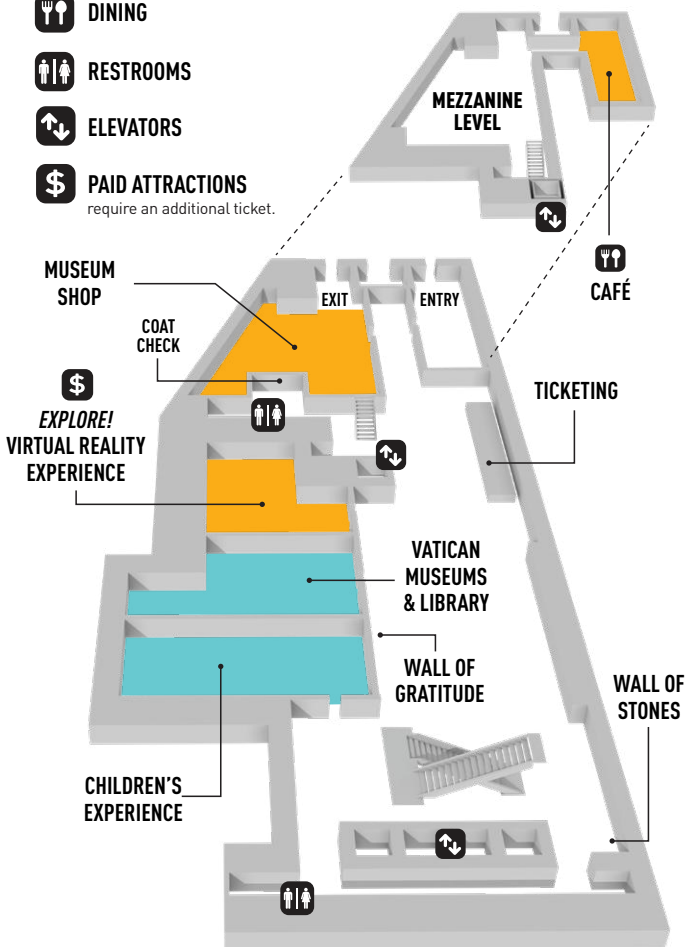 DINING
RESTROOMS
ELEVATORS
$ PAID ATTRACTIONS
require an additional ticket.
MEZZANINE
LEVEL
CAFÉ
MUSEUM
SHOP
EXIT
ENTRY
COAT
CHECK
$
EXPLORE!
VIRTUAL REALITY
EXPERIENCE
TICKETING
VATICAN
MUSEUMS
& LIBRARY
WALL OF
GRATITUDE
WALL OF
STONES
CHILDREN'S
EXPERIENCE